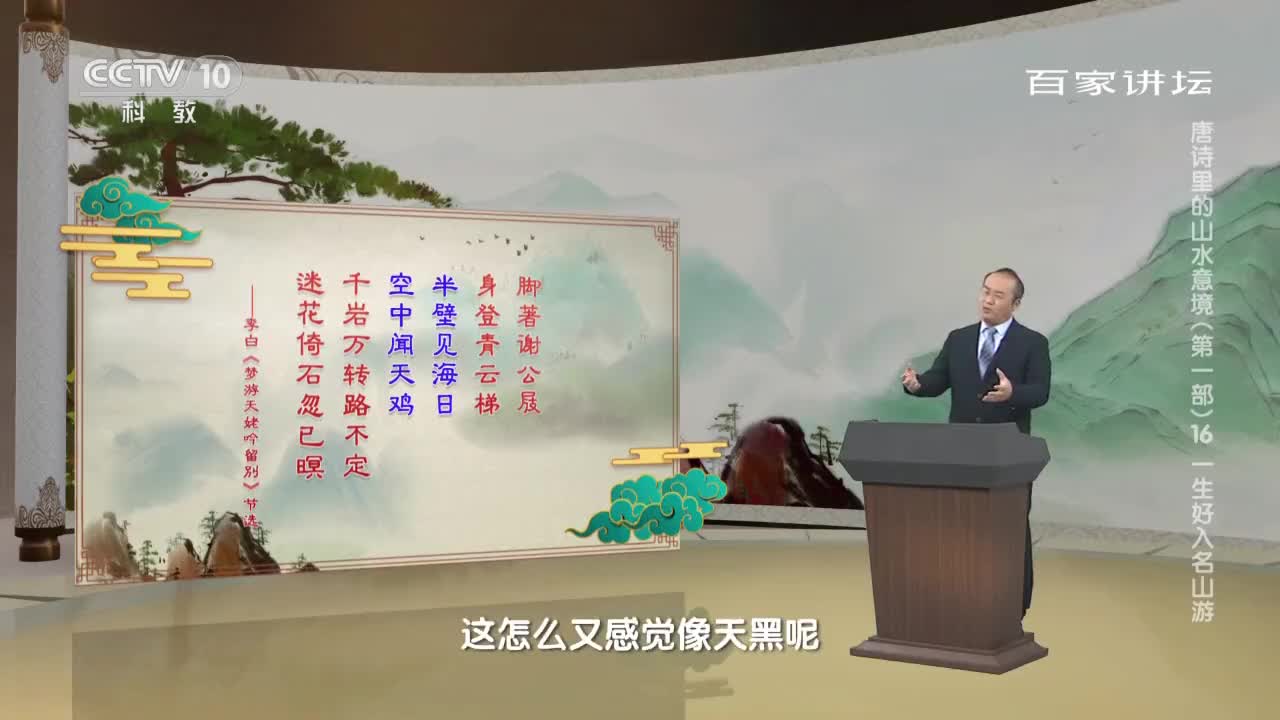 CCTV 10
科教
百家讲坛
唐诗里的山水意境（第一部）16 一生好入名山游
脚著谢公屐
身登青云梯
半壁见海日
空中闻天鸡
千岩万转路不定
迷花倚石忽已暝
——李白《梦游天姥吟留别》节选
这怎么又感觉像天黑呢